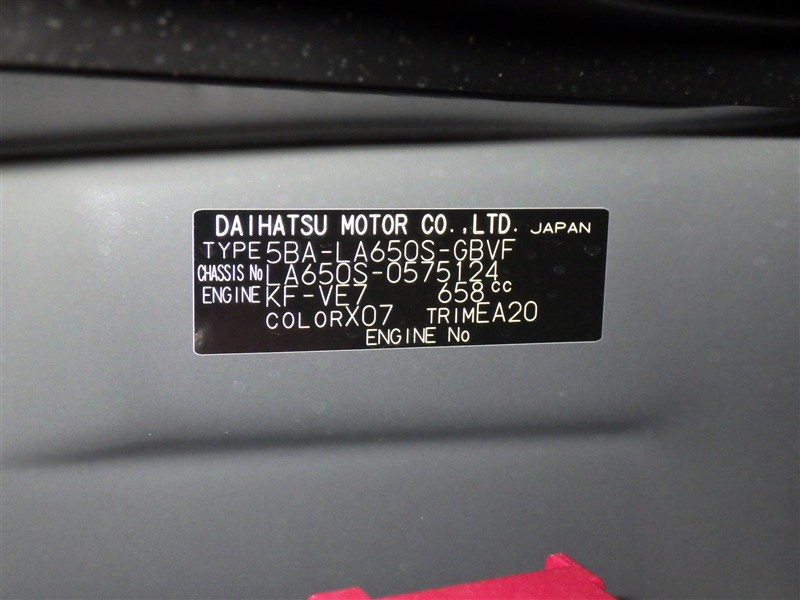 DAIHATSU MOTOR CO.,LTD. JAPAN
TYPE 5BA-LA650S-GBVF
CHASSIS No LA650S-0575124
ENGINE KF-VE7 658cc
COLOR X07 TRIM EA20
ENGINE No